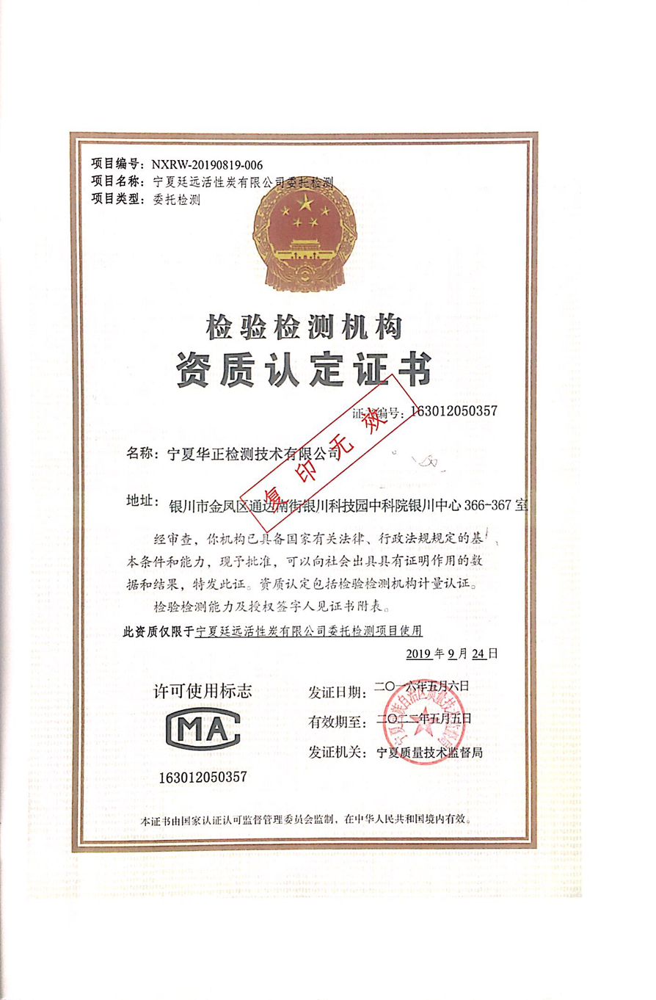 项目编号：NXRW-20190819-006
项目名称：宁夏廷远活性炭有限公司委托检测
项目类型：委托检测
检验检测机构
资质认定证书
证书编号：163012050357
名称：宁夏华正检测技术有限公司
复印无效
地址：银川市金凤区通达南街银川科技园中科院银川中心 366-367 室
经审查，你机构已具备国家有关法律、行政法规规定的基
本条件和能力，现予批准，可以向社会出具具有证明作用的数
据和结果，特发此证。资质认定包括检验检测机构计量认证。
检验检测能力及授权签字人见证书附表。
此资质仅限于宁夏廷远活性炭有限公司委托检测项目使用
2019 年 9 月 24 日
许可使用标志
MA
163012050357
发证日期：二〇一六年五月六日
有效期至：二〇二二年五月五日
发证机关：宁夏质量技术监督局
宁夏回族自治区质量技术监督局
本证书由国家认证认可监督管理委员会监制，在中华人民共和国境内有效。